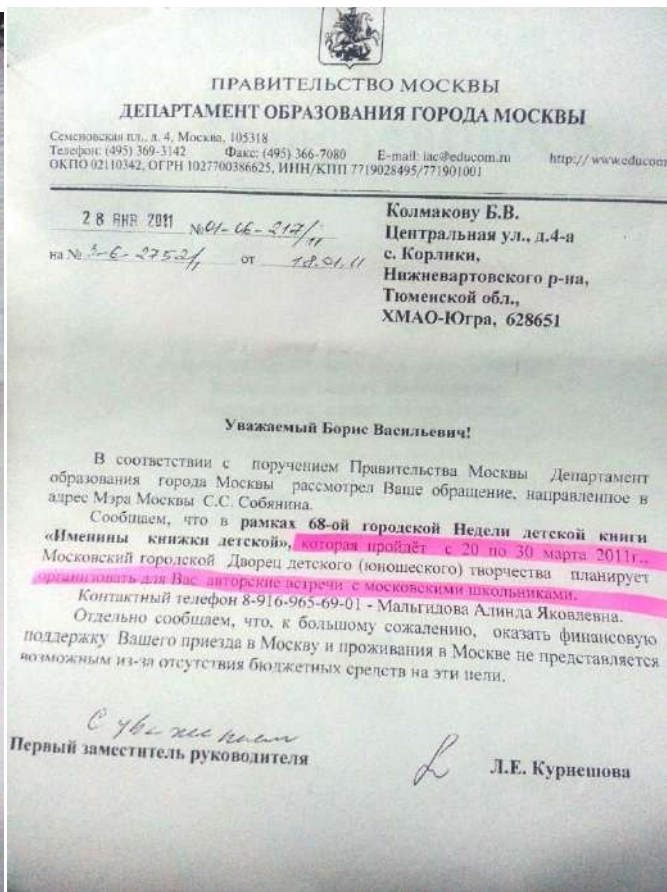 ПРАВИТЕЛЬСТВО МОСКВЫ
ДЕПАРТАМЕНТ ОБРАЗОВАНИЯ ГОРОДА МОСКВЫ
Семеновская пл., д. 4, Москва, 105318
Телефон: (495) 369-3142 Факс: (495) 366-7080 E-mail: iac@educom.ru http://www.educom
ОКПО 02110342, ОГРН 1027700386625, ИНН/КПП 7719028495/771901001
28 ЯНВ 2011 №01-06-217/11
на № 3-6-2752/1 от 18.01.11
Колмакову Б.В.
Центральная ул., д.4-а
с. Корлики,
Нижневартовского р-на,
Тюменской обл.,
ХМАО-Югра, 628651
Уважаемый Борис Васильевич!
В соответствии с поручением Правительства Москвы Департамент
образования города Москвы рассмотрел Ваше обращение, направленное в
адрес Мэра Москвы С.С. Собянина.
Сообщаем, что в рамках 68-ой городской Недели детской книги
«Именины книжки детской», которая пройдёт с 20 по 30 марта 2011г.,
Московский городской Дворец детского (юношеского) творчества планирует
организовать для Вас авторские встречи с московскими школьниками.
Контактный телефон 8-916-965-69-01 - Мальгидова Алинда Яковлевна.
Отдельно сообщаем, что, к большому сожалению, оказать финансовую
поддержку Вашего приезда в Москву и проживания в Москве не представляется
возможным из-за отсутствия бюджетных средств на эти цели.
С уважением
Первый заместитель руководителя
Л.Е. Курнешова